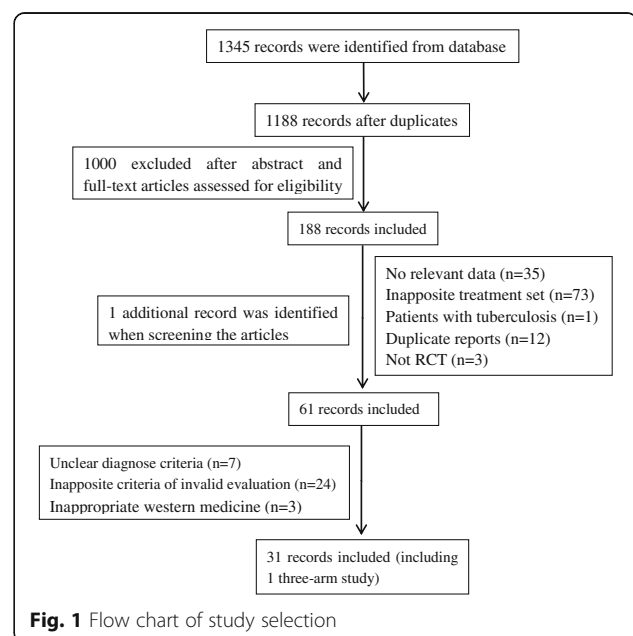 1345 records were identified from database
1188 records after duplicates
1000 excluded after abstract and
full-text articles assessed for eligibility
188 records included
No relevant data (n=35)
Inapposite treatment set (n=73)
Patients with tuberculosis (n=1)
Duplicate reports (n=12)
Not RCT (n=3)
1 additional record was identified
when screening the articles
61 records included
Unclear diagnose criteria (n=7)
Inapposite criteria of invalid evaluation (n=24)
Inappropriate western medicine (n=3)
31 records included (including
1 three-arm study)
Fig. 1 Flow chart of study selection